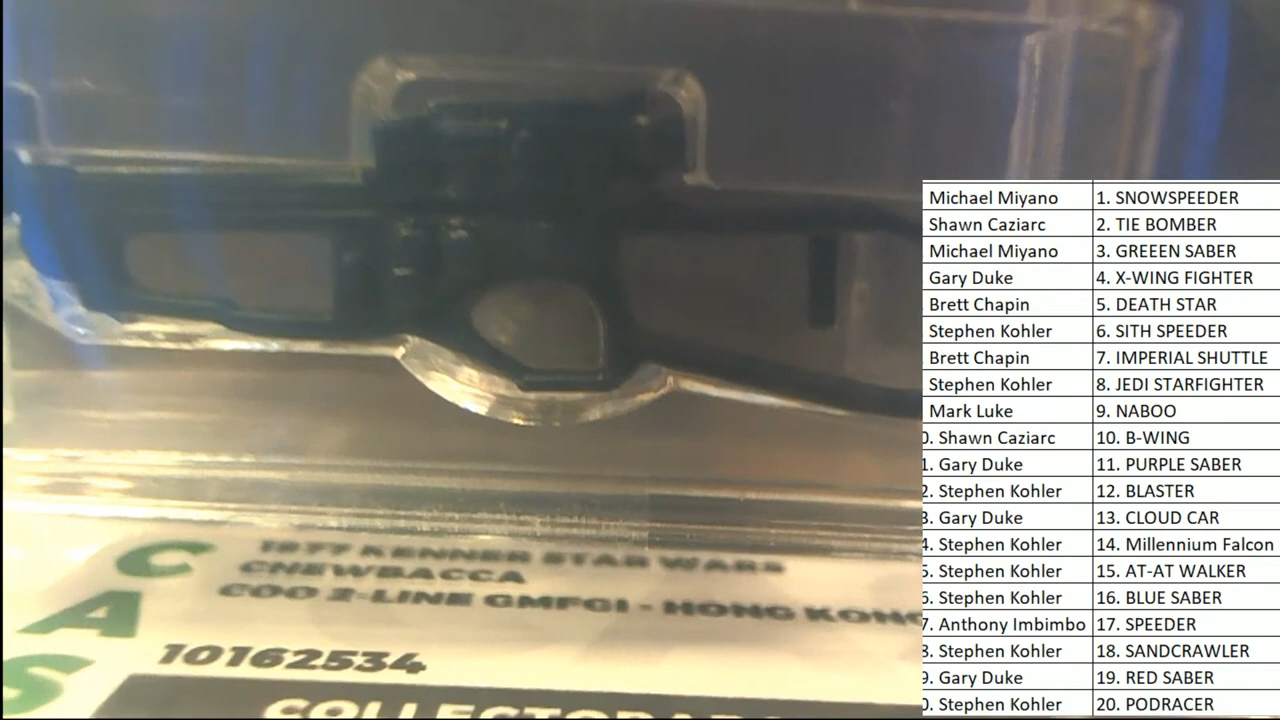 Michael Miyano 1. SNOWSPEEDER
Shawn Caziarc 2. TIE BOMBER
Michael Miyano 3. GREEEN SABER
Gary Duke 4. X-WING FIGHTER
Brett Chapin 5. DEATH STAR
Stephen Kohler 6. SITH SPEEDER
Brett Chapin 7. IMPERIAL SHUTTLE
Stephen Kohler 8. JEDI STARFIGHTER
Mark Luke 9. NABOO
0. Shawn Caziarc 10. B-WING
1. Gary Duke 11. PURPLE SABER
2. Stephen Kohler 12. BLASTER
3. Gary Duke 13. CLOUD CAR
4. Stephen Kohler 14. Millennium Falcon
5. Stephen Kohler 15. AT-AT WALKER
6. Stephen Kohler 16. BLUE SABER
7. Anthony Imbimbo 17. SPEEDER
8. Stephen Kohler 18. SANDCRAWLER
9. Gary Duke 19. RED SABER
0. Stephen Kohler 20. PODRACER
CAS
1977 KENNER STAR WARS
CHEWBACCA
COO Z-LINE GMFGI - HONG KONG
10162534